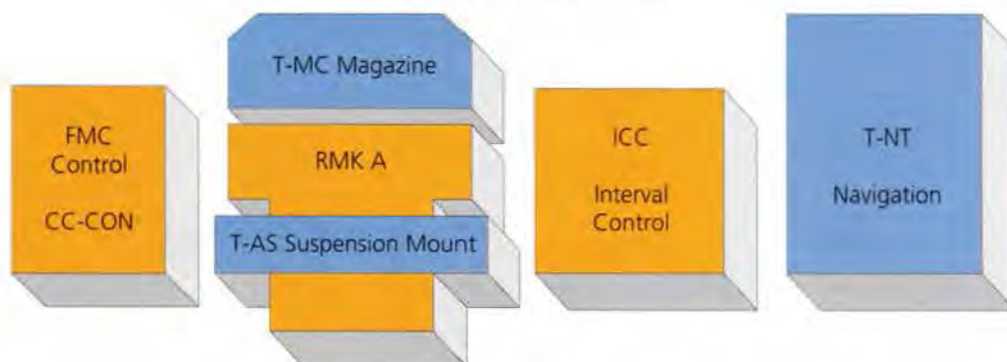 FMC
Control
CC-CON
T-MC Magazine
RMK A
T-AS Suspension Mount
ICC
Interval
Control
T-NT
Navigation